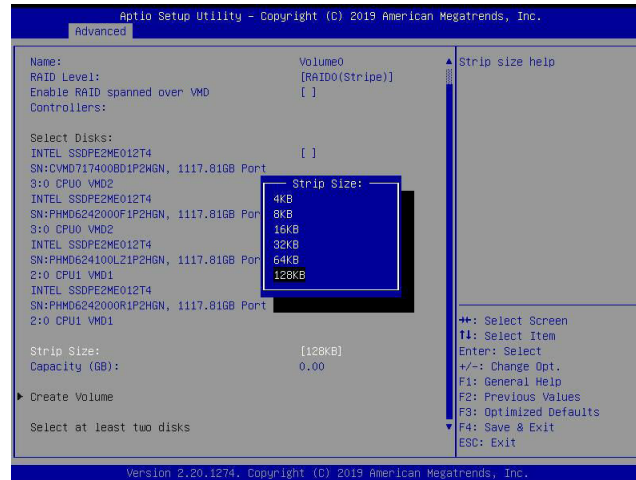 Aptio Setup Utility – Copyright (C) 2019 American Megatrends, Inc.
Advanced
Name: Volume0
RAID Level: [RAID0(Stripe)]
Enable RAID spanned over VMD [ ]
Controllers:
Select Disks:
INTEL SSDPE2ME012T4 [ ]
SN:CVMD717400BD1P2WGN, 1117.81GB Port
3:0 CPU0 VMD2
INTEL SSDPE2ME012T4
SN:PHMD6242000F1P2HGN, 1117.81GB Por
3:0 CPU0 VMD2
INTEL SSDPE2ME012T4
SN:PHMD624100LZ1P2HGN, 1117.81GB Por
2:0 CPU1 VMD1
INTEL SSDPE2ME012T4
SN:PHMD6242000R1P2HGN, 1117.81GB Port
2:0 CPU1 VMD1
Strip Size: [128KB]
Capacity (GB): 0.00
Create Volume
Select at least two disks
Strip Size:
4KB
8KB
16KB
32KB
64KB
128KB
Strip size help
→←: Select Screen
↑↓: Select Item
Enter: Select
+/-: Change Opt.
F1: General Help
F2: Previous Values
F3: Optimized Defaults
F4: Save & Exit
ESC: Exit
Version 2.20.1274. Copyright (C) 2019 American Megatrends, Inc.